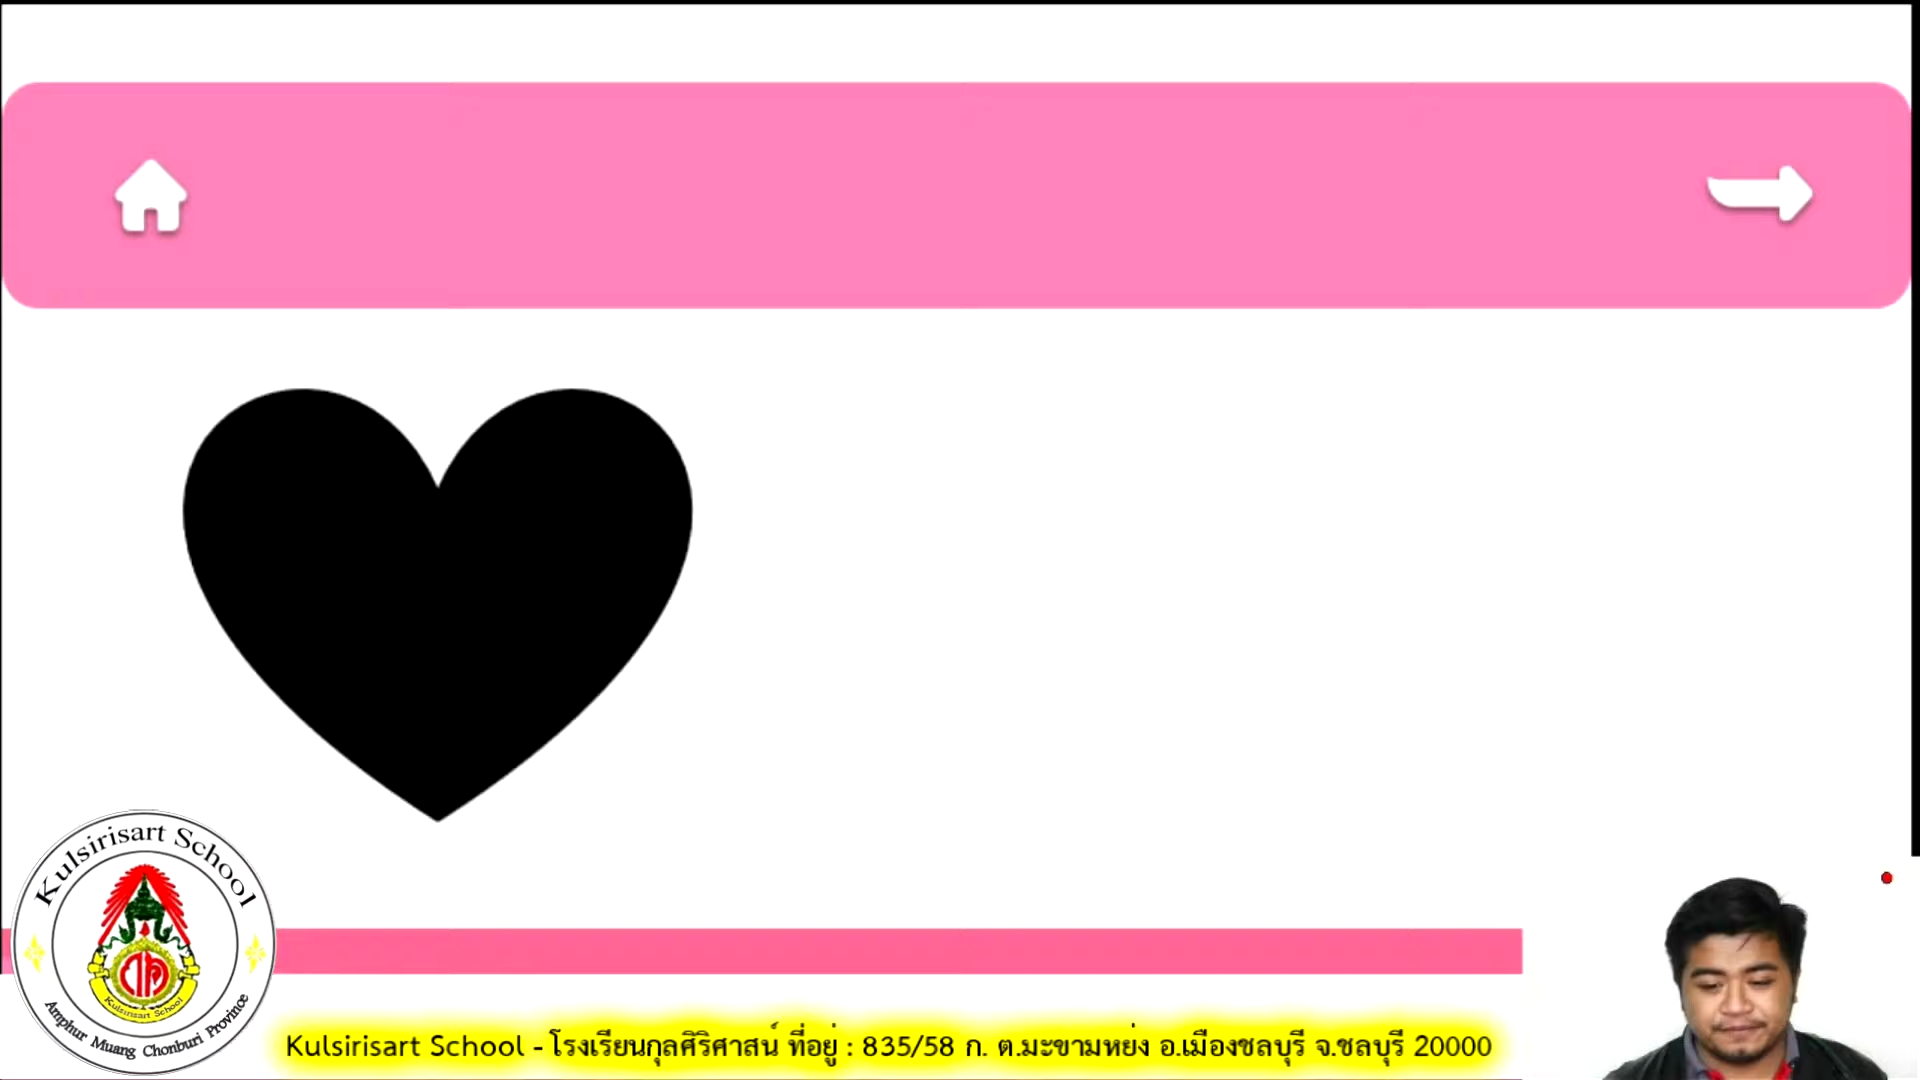 Kulsirisart School
Kulsirisart School
Amphur Muang Chonburi Province
Kulsirisart School - โรงเรียนกุลศิริศาสน์ ที่อยู่ : 835/58 ก. ต.มะขามหย่ง อ.เมืองชลบุรี จ.ชลบุรี 20000